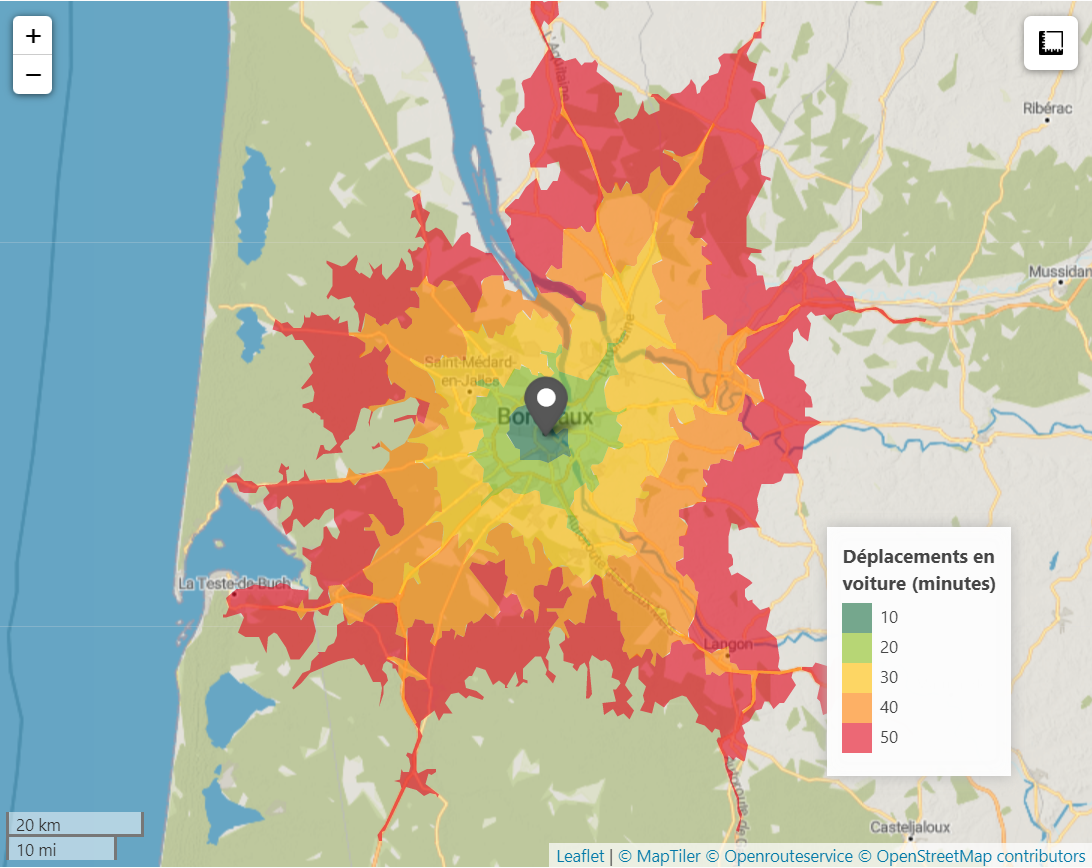 +
−
L'Aquitaine
Ribérac
Mussidan
L'Aquitaine
Saint-Médard-
en-Jalles
Bordeaux
Autoroute des Deux Mers
La Teste-de-Buch
Langon
Déplacements en
voiture (minutes)
10
20
30
40
50
20 km
10 mi
Casteljaloux
Leaflet | © MapTiler © Openrouteservice © OpenStreetMap contributors